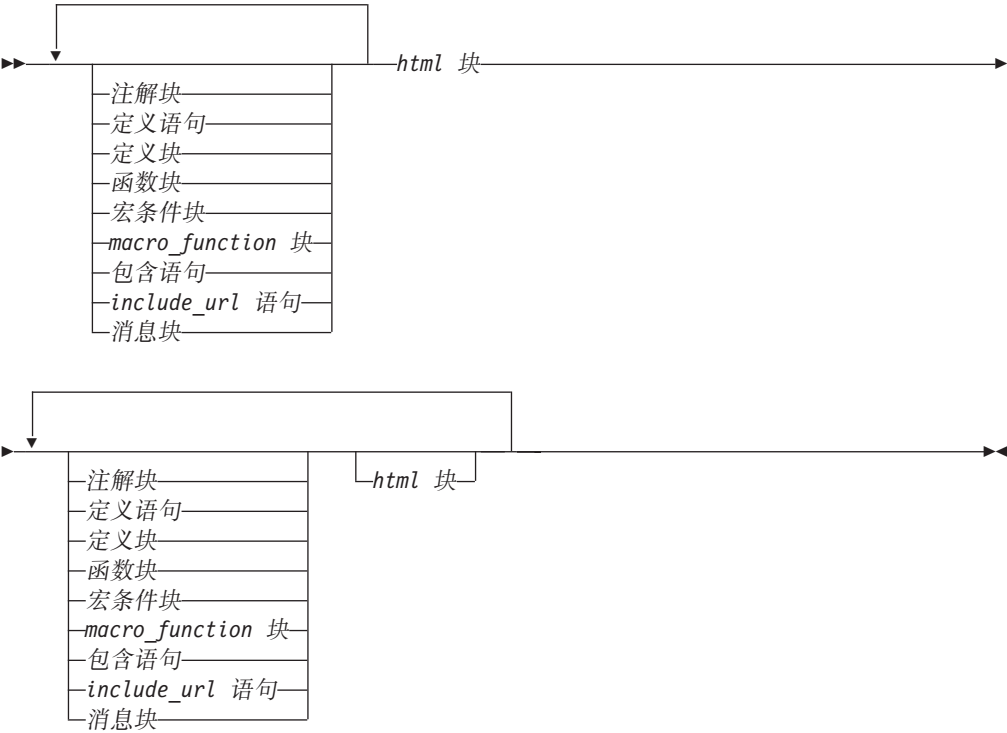 html 块
注解块
定义语句
定义块
函数块
宏条件块
macro_function 块
包含语句
include_url 语句
消息块
注解块
html 块
定义语句
定义块
函数块
宏条件块
macro_function 块
包含语句
include_url 语句
消息块